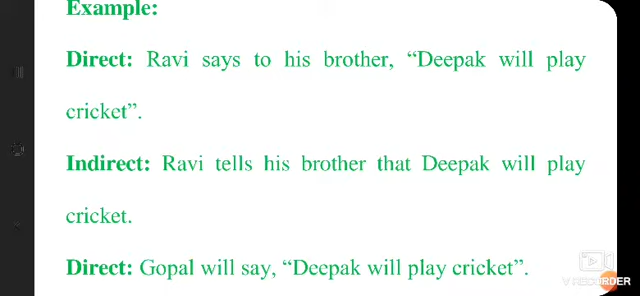 Example:
Direct: Ravi says to his brother, “Deepak will play
cricket”.
Indirect: Ravi tells his brother that Deepak will play
cricket.
Direct: Gopal will say, “Deepak will play cricket”.
V RECORDER